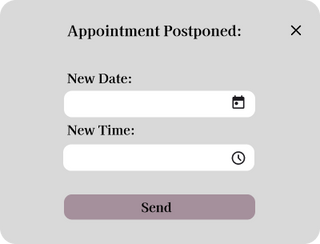 Appointment Postponed:
New Date:
New Time:
Send